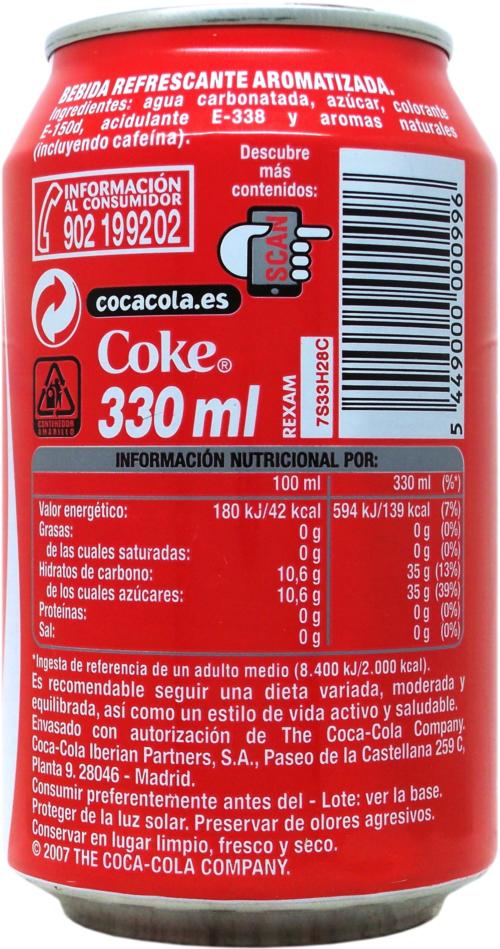 BEBIDA REFRESCANTE AROMATIZADA.
Ingredientes: agua carbonatada, azúcar, colorante
E-150d, acidulante E-338 y aromas naturales
(incluyendo cafeína).
Descubre
más
contenidos:
INFORMACIÓN
AL CONSUMIDOR
902 199202
SCAN
cocacola.es
Coke®
330 ml
CONTENEDOR
AMARILLO
REXAM
7S33H28C
5 449000 000996
INFORMACIÓN NUTRICIONAL POR:
100 ml 330 ml (%*)
Valor energético: 180 kJ/42 kcal 594 kJ/139 kcal (7%)
Grasas: 0 g 0 g (0%)
de las cuales saturadas: 0 g 0 g (0%)
Hidratos de carbono: 10,6 g 35 g (13%)
de los cuales azúcares: 10,6 g 35 g (39%)
Proteínas: 0 g 0 g (0%)
Sal: 0 g 0 g (0%)
*Ingesta de referencia de un adulto medio (8.400 kJ/2.000 kcal).
Es recomendable seguir una dieta variada, moderada y
equilibrada, así como un estilo de vida activo y saludable.
Envasado con autorización de The Coca-Cola Company.
Coca-Cola Iberian Partners, S.A., Paseo de la Castellana 259 C,
Planta 9, 28046 - Madrid.
Consumir preferentemente antes del - Lote: ver la base.
Proteger de la luz solar. Preservar de olores agresivos.
Conservar en lugar limpio, fresco y seco.
© 2007 THE COCA-COLA COMPANY.